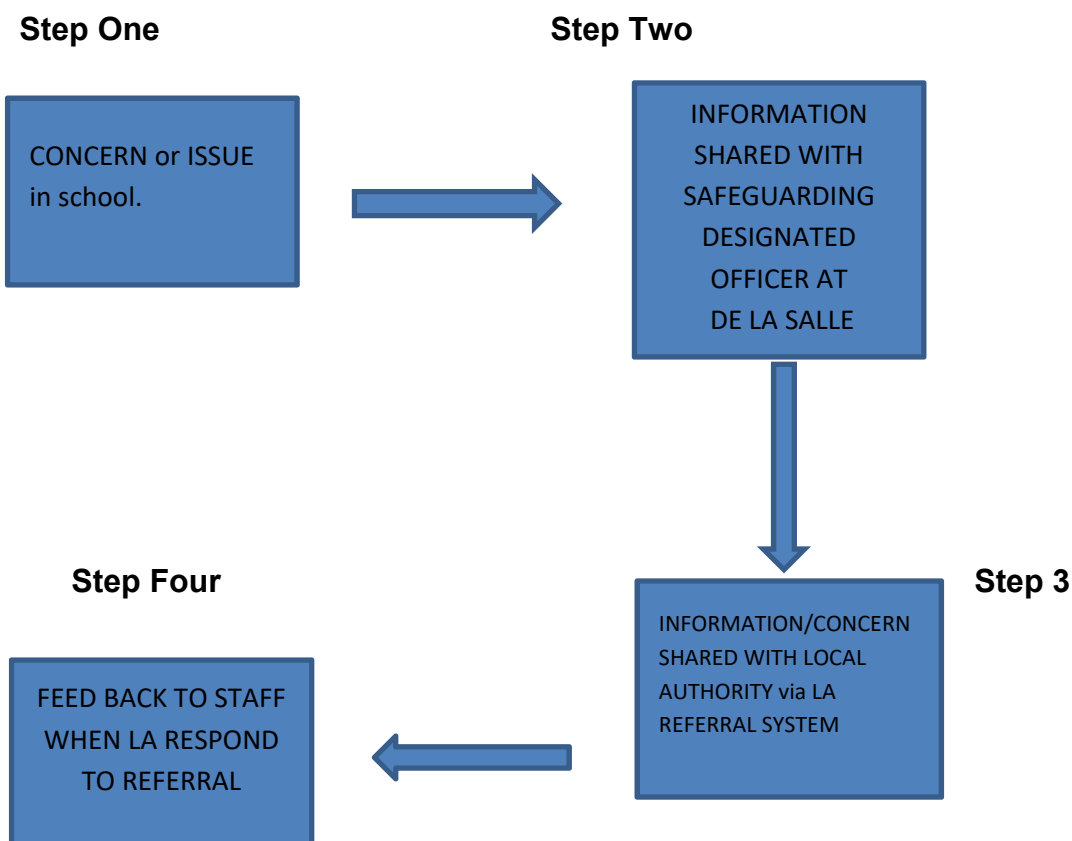 Step One
CONCERN or ISSUE
in school.
Step Two
INFORMATION
SHARED WITH
SAFEGUARDING
DESIGNATED
OFFICER AT
DE LA SALLE
Step 3
INFORMATION/CONCERN
SHARED WITH LOCAL
AUTHORITY via LA
REFERRAL SYSTEM
Step Four
FEED BACK TO STAFF
WHEN LA RESPOND
TO REFERRAL